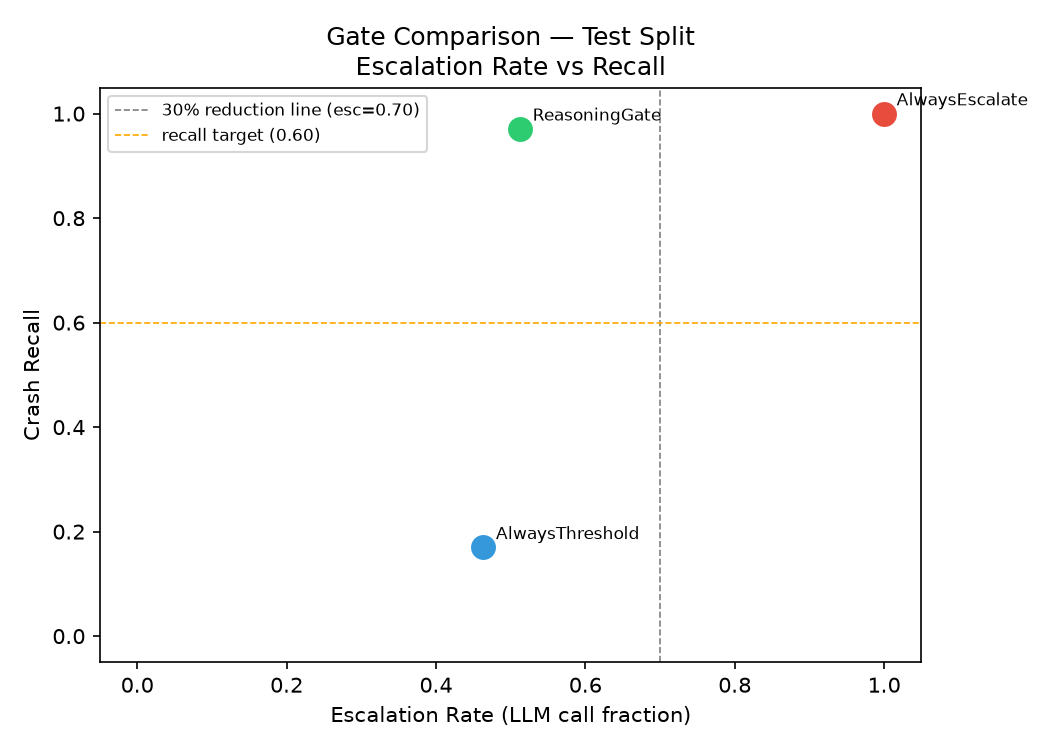 Gate Comparison — Test Split
Escalation Rate vs Recall
30% reduction line (esc=0.70)
recall target (0.60)
ReasoningGate
AlwaysEscalate
AlwaysThreshold
Crash Recall
1.0
0.8
0.6
0.4
0.2
0.0
0.0 0.2 0.4 0.6 0.8 1.0
Escalation Rate (LLM call fraction)